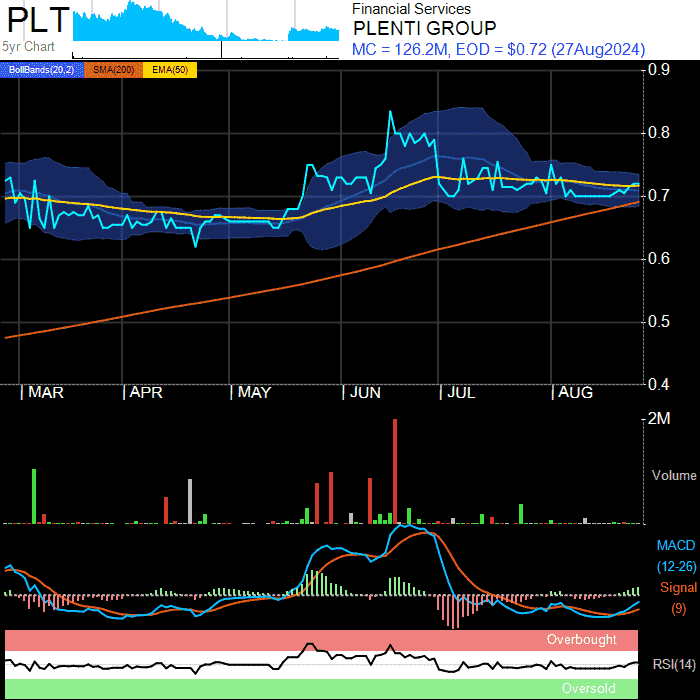 PLT
5yr Chart
Financial Services
PLENTI GROUP
MC = 126.2M, EOD = $0.72 (27Aug2024)
BollBands(20,2) SMA(200) EMA(50)
0.9
0.8
0.7
0.6
0.5
0.4
MAR APR MAY JUN JUL AUG
2M
Volume
MACD
(12-26)
Signal
(9)
Overbought
RSI(14)
Oversold